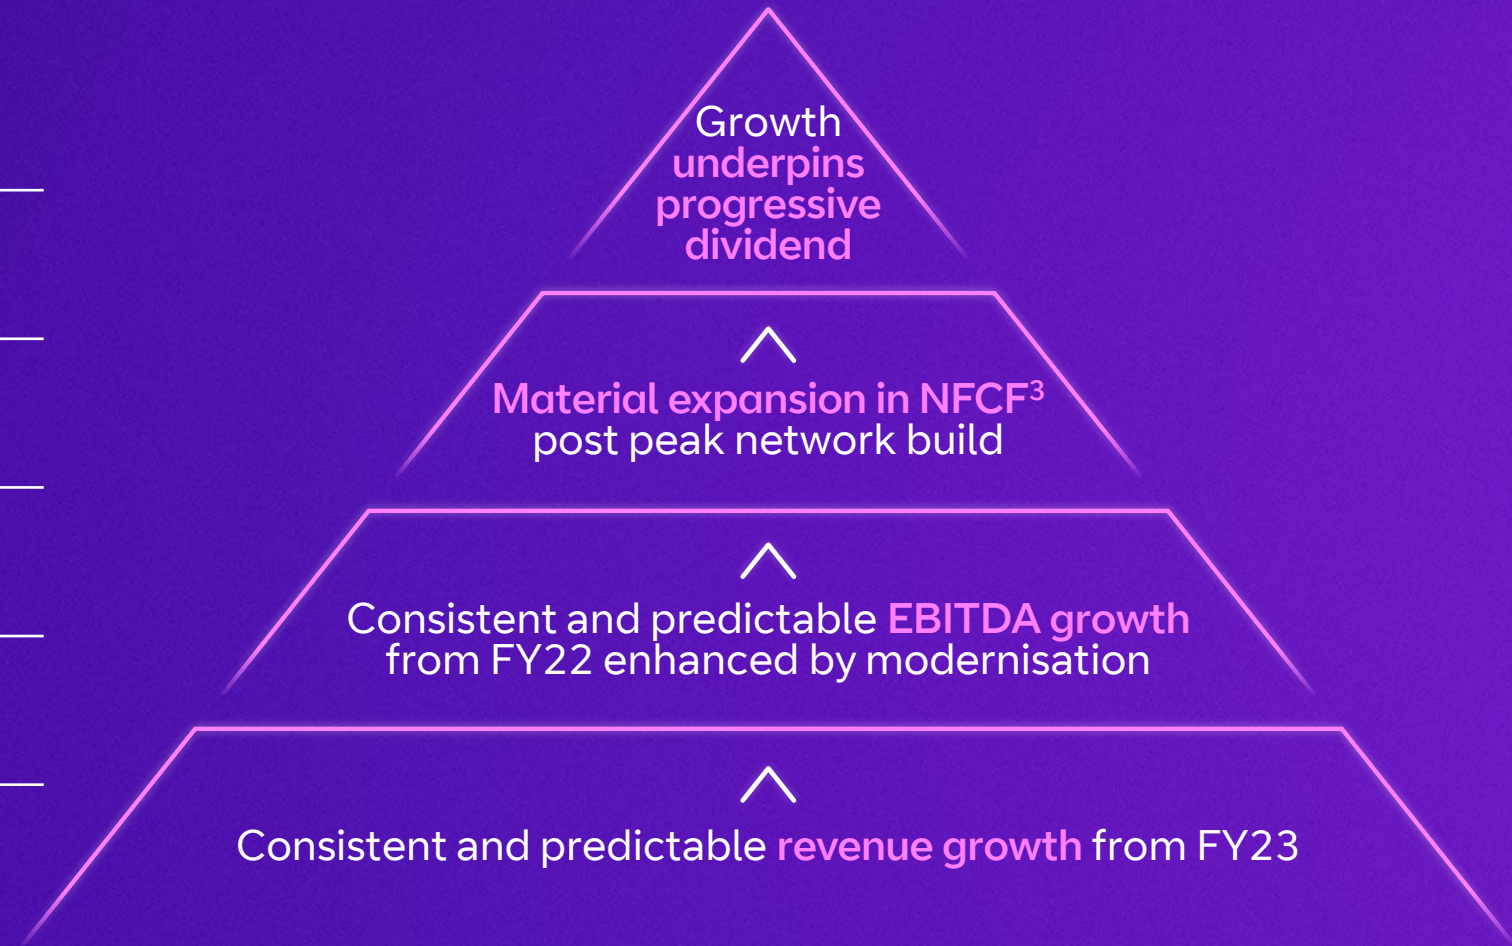 Growth
underpins
progressive
dividend
Material expansion in NFCF³
post peak network build
Consistent and predictable EBITDA growth
from FY22 enhanced by modernisation
Consistent and predictable revenue growth from FY23